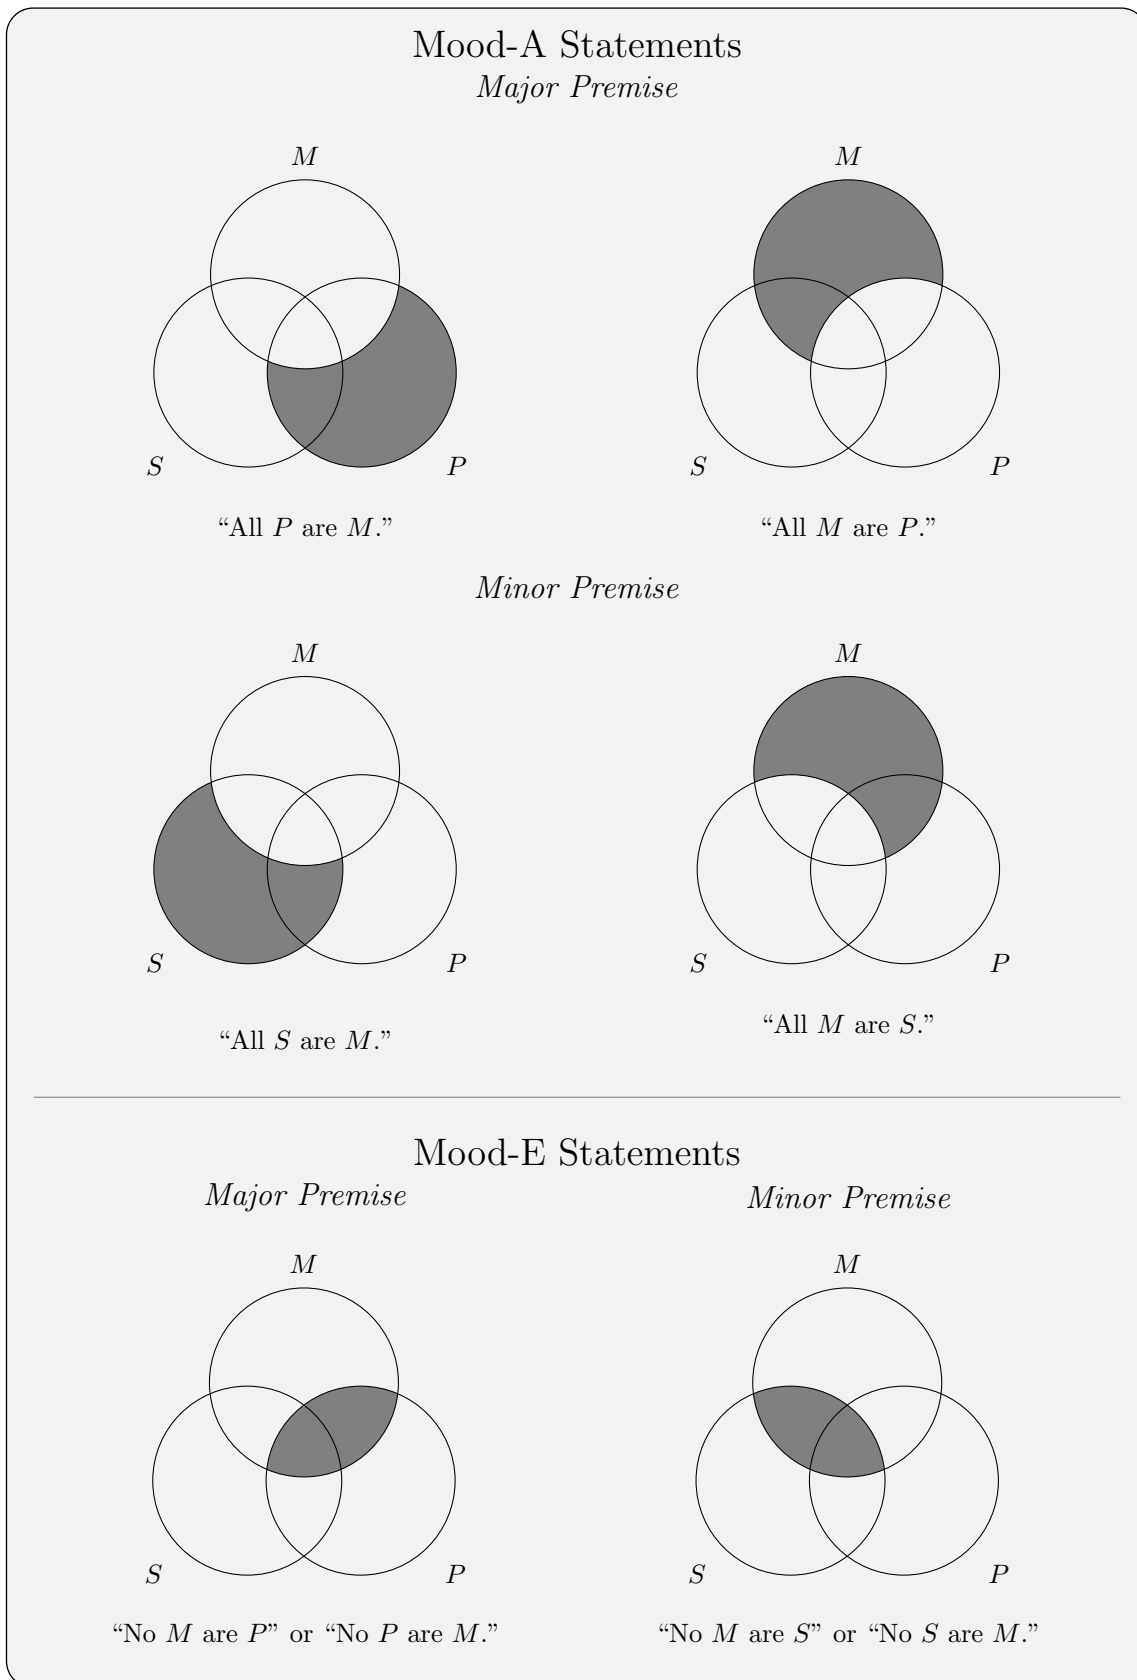 Mood-A Statements
Major Premise
M
M
S
P
S
P
“All P are M.”
“All M are P.”
Minor Premise
M
M
S
P
S
P
“All S are M.”
“All M are S.”
Mood-E Statements
Major Premise
Minor Premise
M
M
S
P
S
P
“No M are P” or “No P are M.”
“No M are S” or “No S are M.”